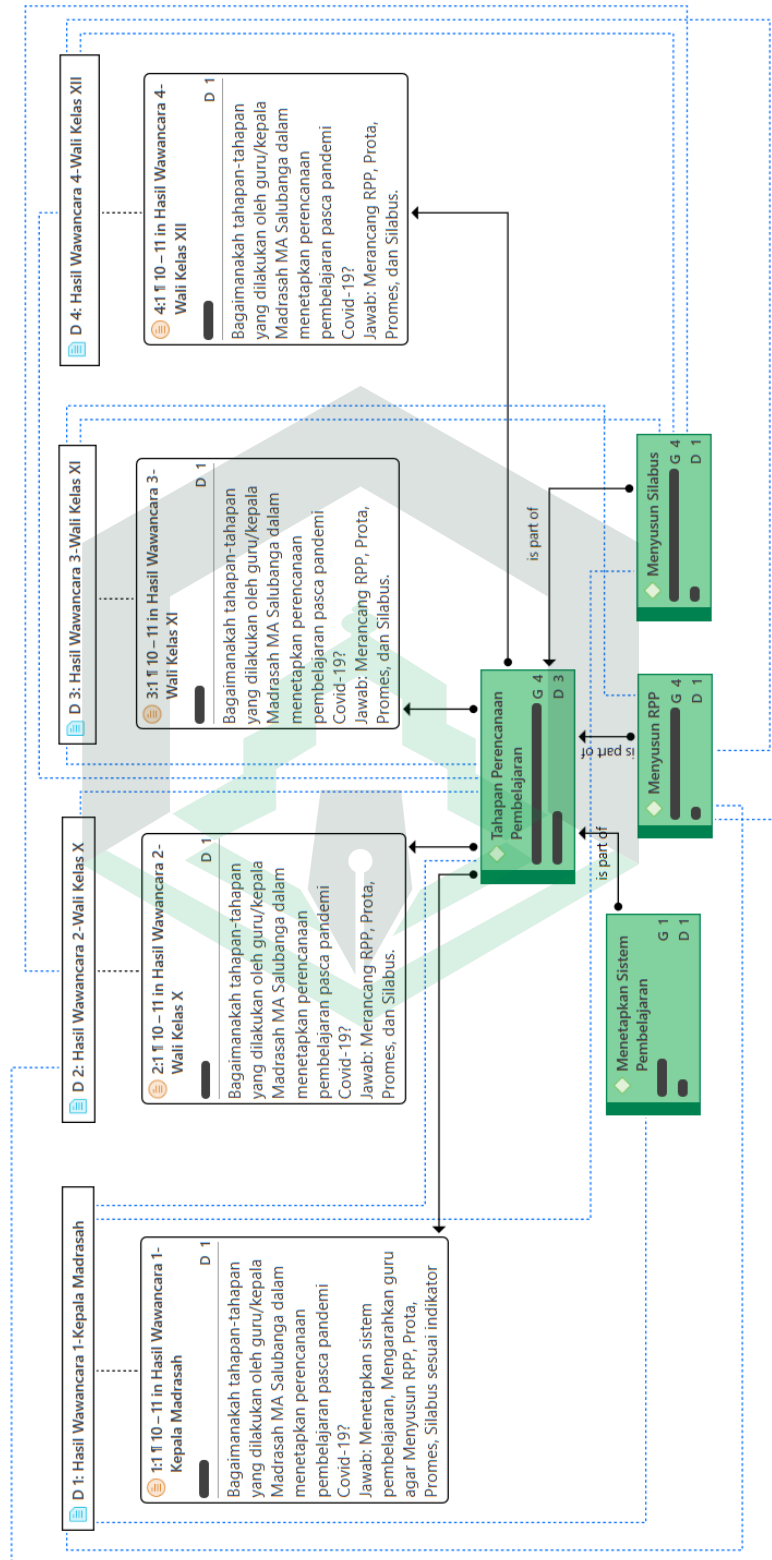 D 1: Hasil Wawancara 1-Kepala Madrasah
D 2: Hasil Wawancara 2-Wali Kelas X
D 3: Hasil Wawancara 3-Wali Kelas XI
D 4: Hasil Wawancara 4-Wali Kelas XII
1:1 ¶ 10 – 11 in Hasil Wawancara 1-
Kepala Madrasah
D 1
Bagaimanakah tahapan-tahapan
yang dilakukan oleh guru/kepala
Madrasah MA Salubanga dalam
menetapkan perencanaan
pembelajaran pasca pandemi
Covid-19?
Jawab: Menetapkan sistem
pembelajaran, Mengarahkan guru
agar Menyusun RPP, Prota,
Promes, Silabus sesuai indikator
2:1 ¶ 10 – 11 in Hasil Wawancara 2-
Wali Kelas X
D 1
Bagaimanakah tahapan-tahapan
yang dilakukan oleh guru/kepala
Madrasah MA Salubanga dalam
menetapkan perencanaan
pembelajaran pasca pandemi
Covid-19?
Jawab: Merancang RPP, Prota,
Promes, dan Silabus.
3:1 ¶ 10 – 11 in Hasil Wawancara 3-
Wali Kelas XI
D 1
Bagaimanakah tahapan-tahapan
yang dilakukan oleh guru/kepala
Madrasah MA Salubanga dalam
menetapkan perencanaan
pembelajaran pasca pandemi
Covid-19?
Jawab: Merancang RPP, Prota,
Promes, dan Silabus.
4:1 ¶ 10 – 11 in Hasil Wawancara 4-
Wali Kelas XII
D 1
Bagaimanakah tahapan-tahapan
yang dilakukan oleh guru/kepala
Madrasah MA Salubanga dalam
menetapkan perencanaan
pembelajaran pasca pandemi
Covid-19?
Jawab: Merancang RPP, Prota,
Promes, dan Silabus.
Tahapan Perencanaan
Pembelajaran
G 4
D 3
is part of
is part of
is part of
Menetapkan Sistem
Pembelajaran
G 1
D 1
Menyusun RPP
G 4
D 1
Menyusun Silabus
G 4
D 1